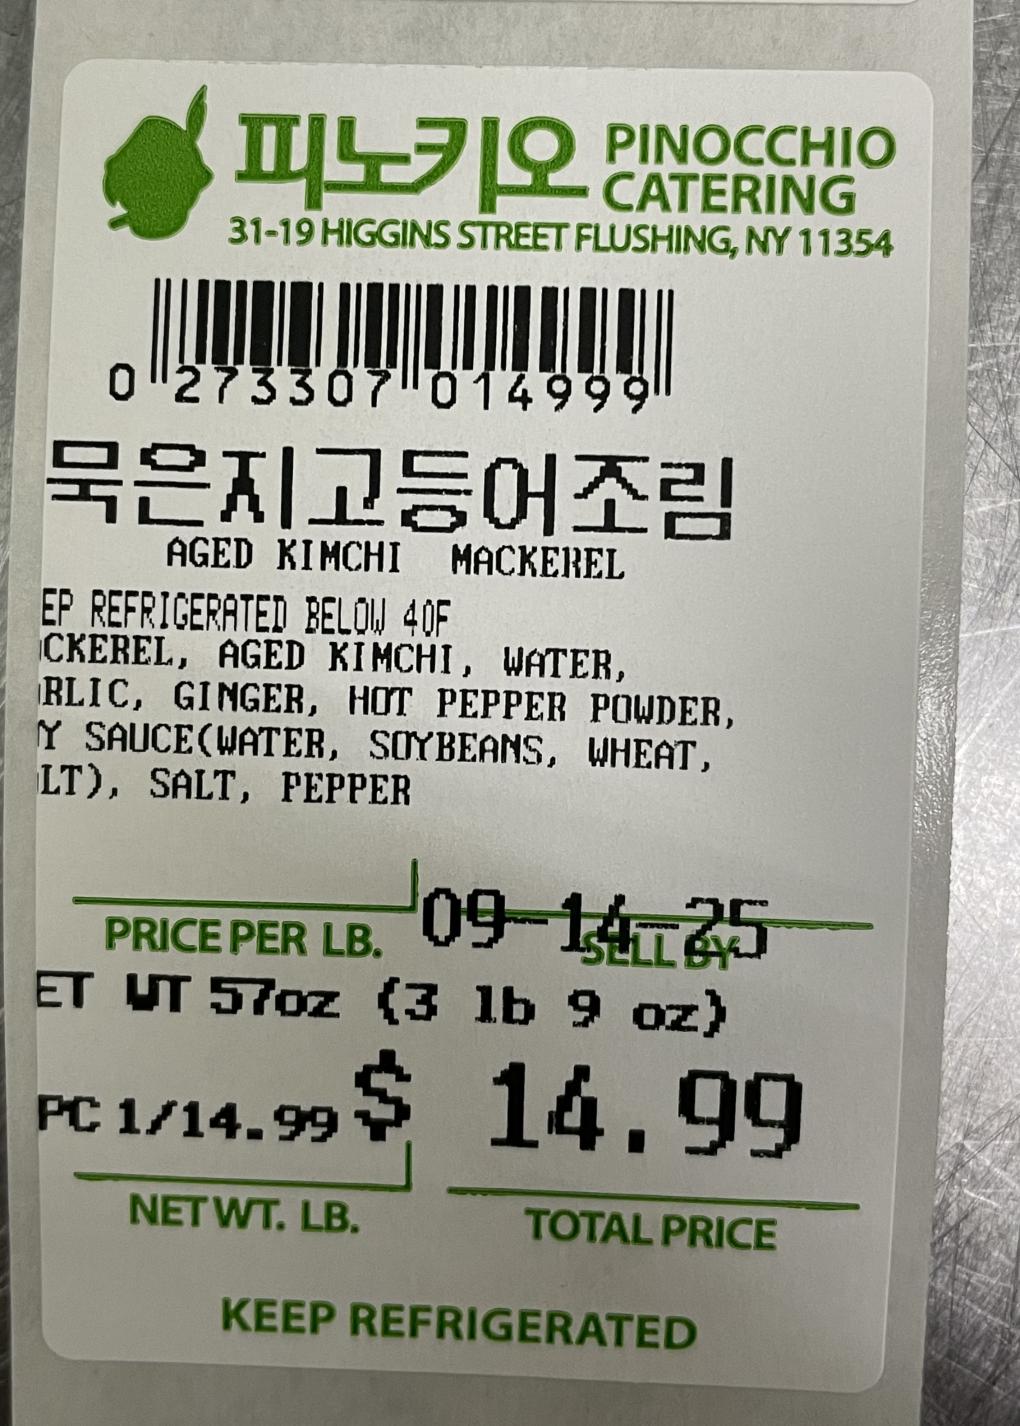 피노키오 PINOCCHIO
CATERING
31-19 HIGGINS STREET FLUSHING, NY 11354
0 273307 014999
묵은지고등어조림
AGED KIMCHI MACKEREL
EP REFRIGERATED BELOW 40F
CKEREL, AGED KIMCHI, WATER,
RLIC, GINGER, HOT PEPPER POWDER,
Y SAUCE(WATER, SOYBEANS, WHEAT,
LT), SALT, PEPPER
09-14-25
PRICE PER LB. SELL BY
ET WT 57oz (3 lb 9 oz)
PC 1/14.99 $ 14.99
NET WT. LB. TOTAL PRICE
KEEP REFRIGERATED